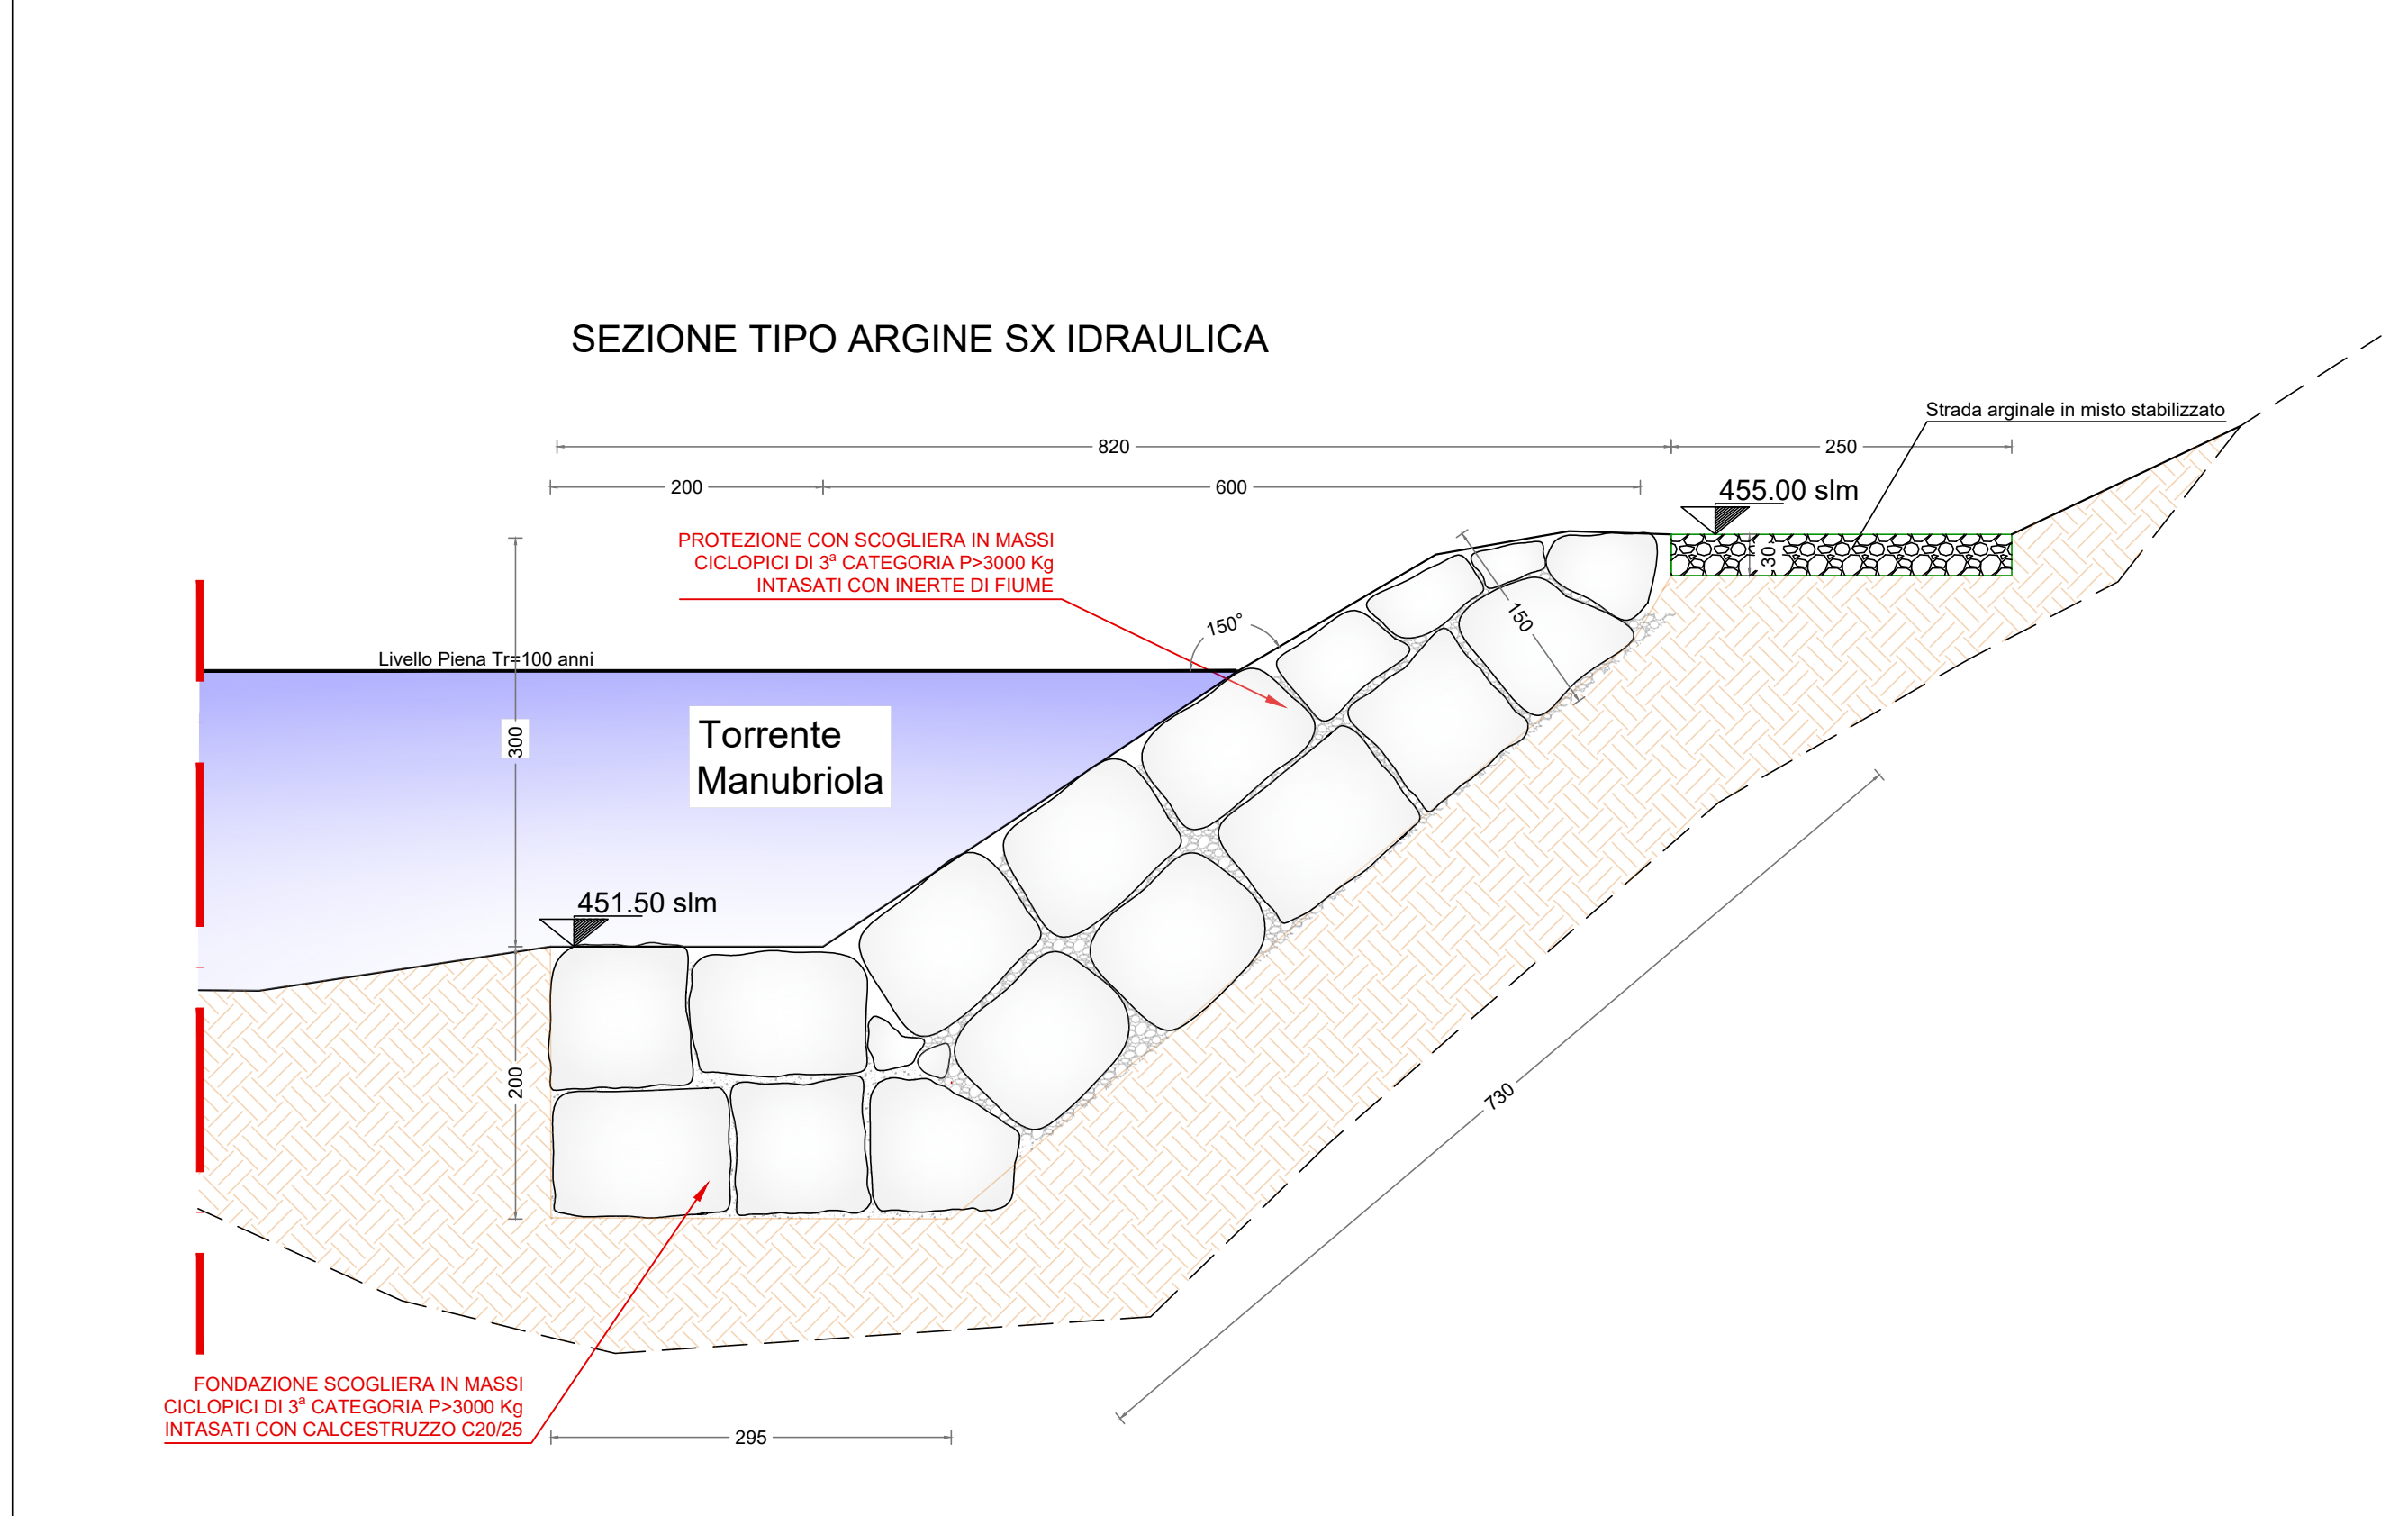 SEZIONE TIPO ARGINE SX IDRAULICA
Strada arginale in misto stabilizzato
820
250
200
600
455.00 slm
PROTEZIONE CON SCOGLIERA IN MASSI
CICLOPICI DI 3ª CATEGORIA P>3000 Kg
INTASATI CON INERTE DI FIUME
30
150
150°
Livello Piena Tr=100 anni
300
Torrente
Manubriola
451.50 slm
200
730
FONDAZIONE SCOGLIERA IN MASSI
CICLOPICI DI 3ª CATEGORIA P>3000 Kg
INTASATI CON CALCESTRUZZO C20/25
295